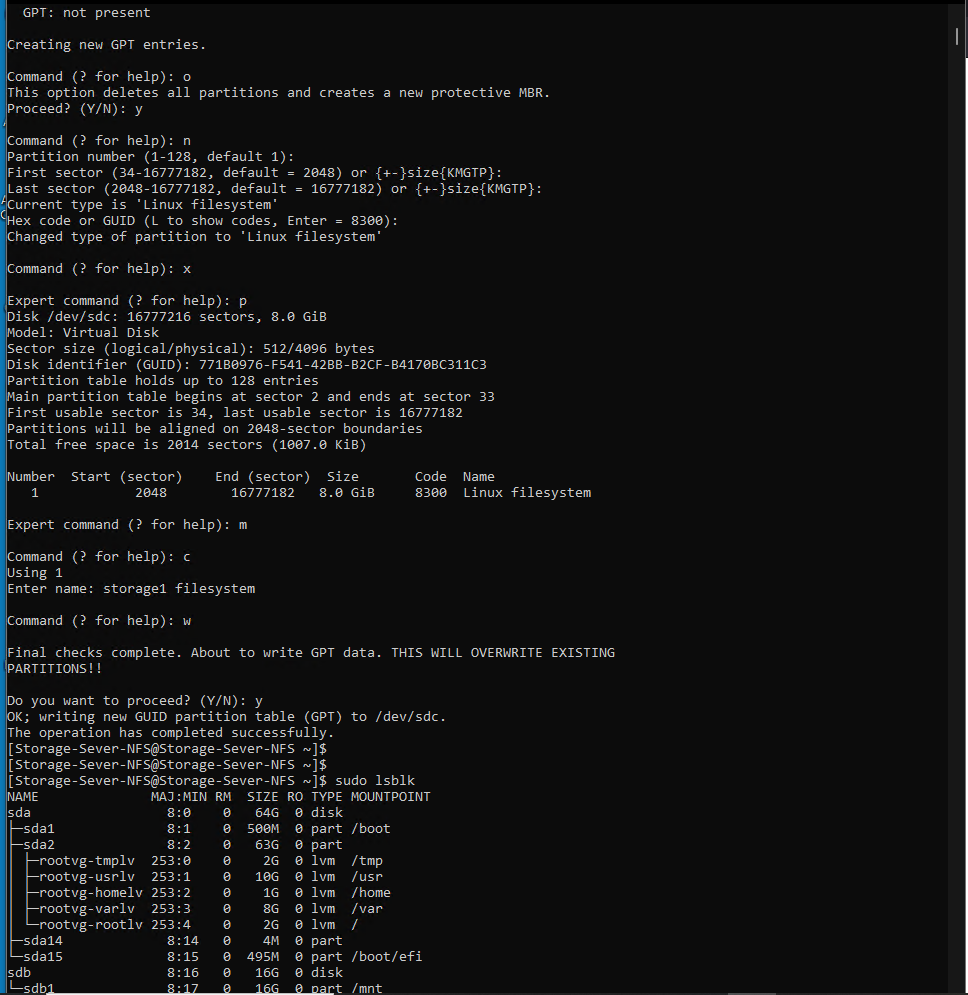 GPT: not present
Creating new GPT entries.
Command (? for help): o
This option deletes all partitions and creates a new protective MBR.
Proceed? (Y/N): y
Command (? for help): n
Partition number (1-128, default 1):
First sector (34-16777182, default = 2048) or {+-}size{KMGTP}:
Last sector (2048-16777182, default = 16777182) or {+-}size{KMGTP}:
Current type is 'Linux filesystem'
Hex code or GUID (L to show codes, Enter = 8300):
Changed type of partition to 'Linux filesystem'
Command (? for help): x
Expert command (? for help): p
Disk /dev/sdc: 16777216 sectors, 8.0 GiB
Model: Virtual Disk
Sector size (logical/physical): 512/4096 bytes
Disk identifier (GUID): 771B0976-F541-42BB-B2CF-B4170BC311C3
Partition table holds up to 128 entries
Main partition table begins at sector 2 and ends at sector 33
First usable sector is 34, last usable sector is 16777182
Partitions will be aligned on 2048-sector boundaries
Total free space is 2014 sectors (1007.0 KiB)
Number  Start (sector)    End (sector)  Size       Code  Name
   1            2048        16777182   8.0 GiB     8300  Linux filesystem
Expert command (? for help): m
Command (? for help): c
Using 1
Enter name: storage1 filesystem
Command (? for help): w
Final checks complete. About to write GPT data. THIS WILL OVERWRITE EXISTING
PARTITIONS!!
Do you want to proceed? (Y/N): y
OK; writing new GUID partition table (GPT) to /dev/sdc.
The operation has completed successfully.
[Storage-Sever-NFS@Storage-Sever-NFS ~]$
[Storage-Sever-NFS@Storage-Sever-NFS ~]$
[Storage-Sever-NFS@Storage-Sever-NFS ~]$ sudo lsblk
NAME              MAJ:MIN RM  SIZE RO TYPE MOUNTPOINT
sda                 8:0    0   64G  0 disk
├─sda1              8:1    0  500M  0 part /boot
├─sda2              8:2    0   63G  0 part
│ ├─rootvg-tmplv  253:0    0    2G  0 lvm  /tmp
│ ├─rootvg-usrlv  253:1    0   10G  0 lvm  /usr
│ ├─rootvg-homelv 253:2    0    1G  0 lvm  /home
│ ├─rootvg-varlv  253:3    0    8G  0 lvm  /var
│ └─rootvg-rootlv 253:4    0    2G  0 lvm  /
├─sda14             8:14   0    4M  0 part
└─sda15             8:15   0  495M  0 part /boot/efi
sdb                 8:16   0   16G  0 disk
└─sdb1              8:17   0   16G  0 part /mnt